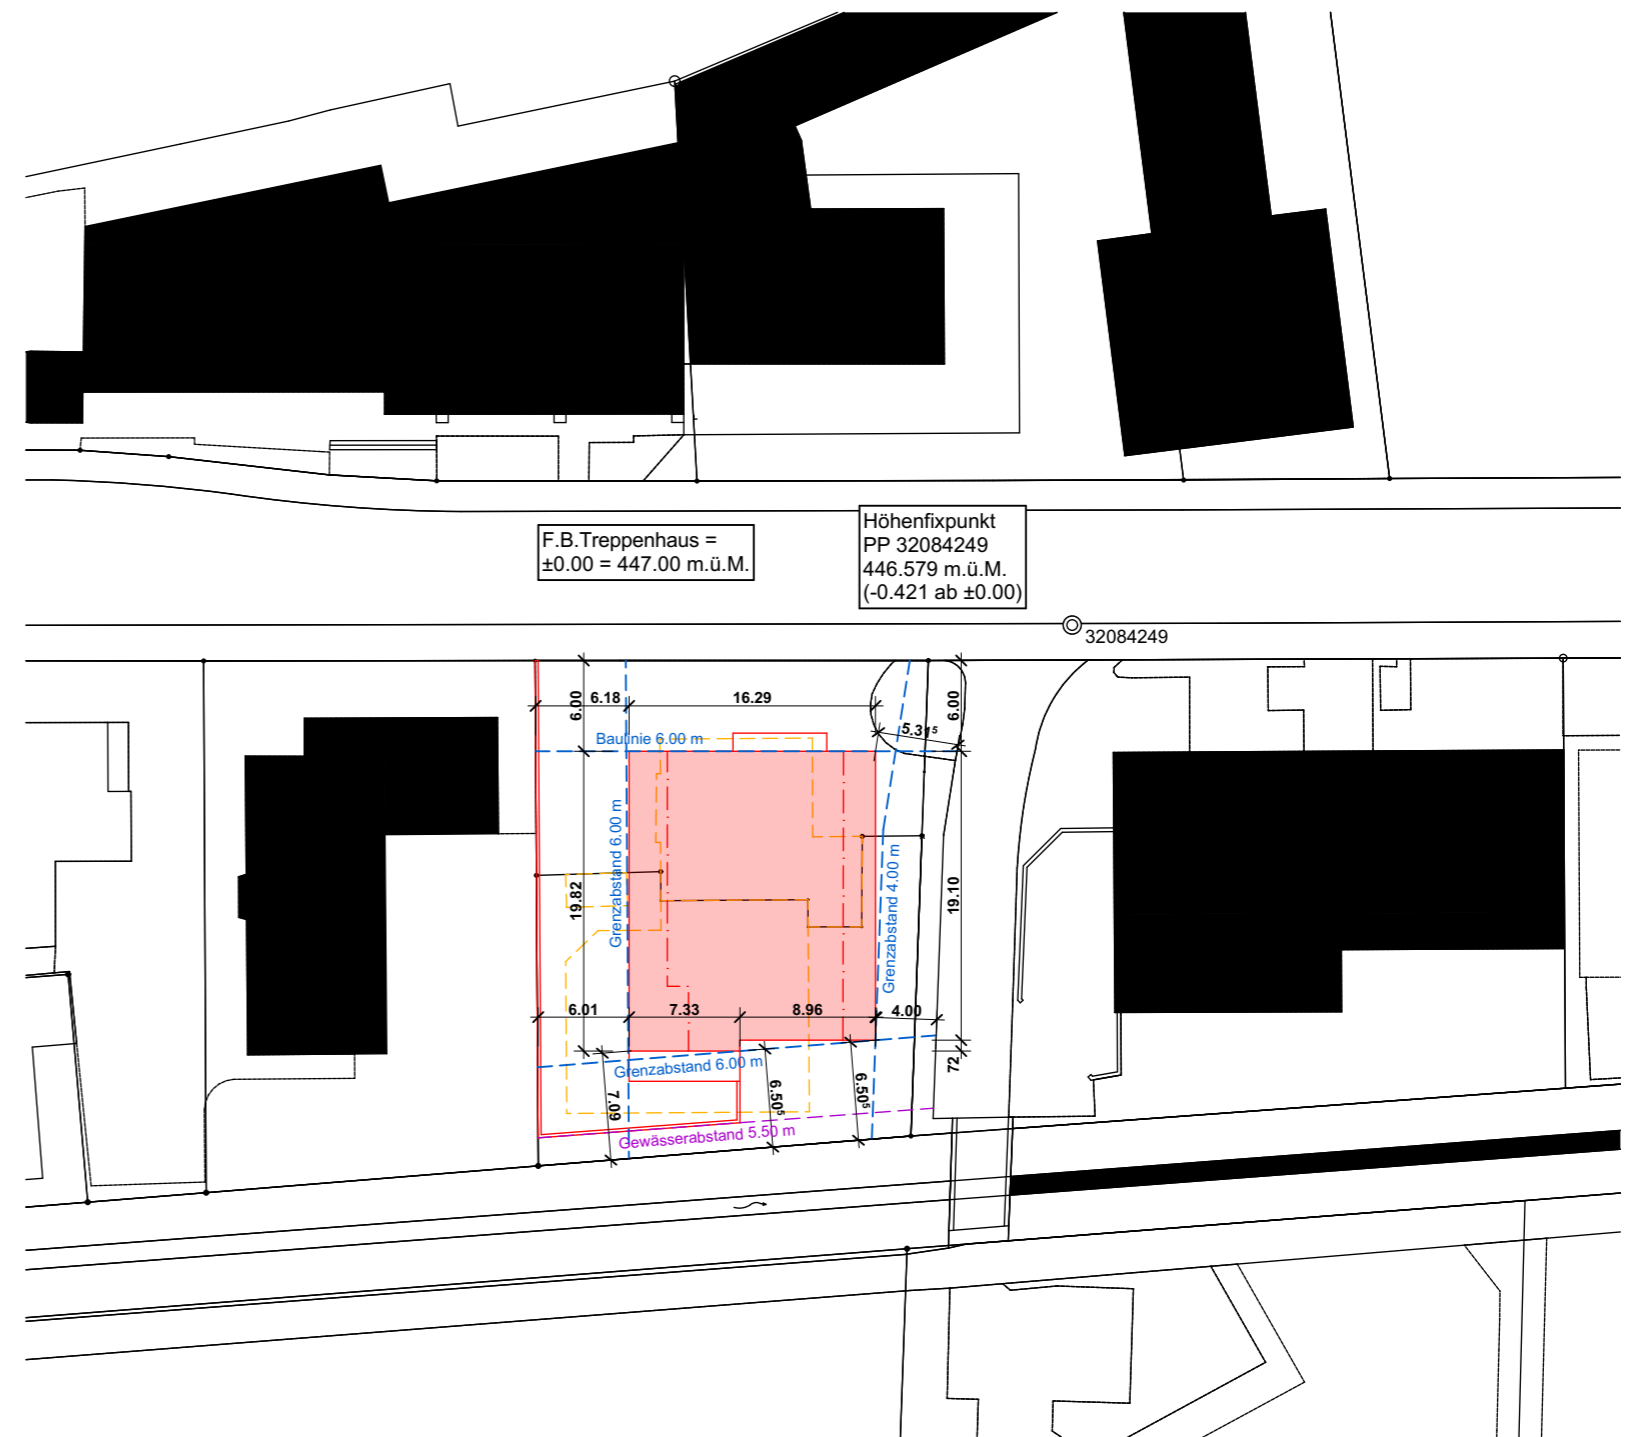 F.B.Treppenhaus =
±0.00 = 447.00 m.ü.M.
Höhenfixpunkt
PP 32084249
446.579 m.ü.M.
(-0.421 ab ±0.00)
32084249
6.00
6.18
16.29
6.00
5.31⁵
Baulinie 6.00 m
Grenzabstand 6.00 m
19.82
Grenzabstand 4.00 m
19.10
6.01
7.33
8.96
4.00
72
Grenzabstand 6.00 m
7.09
6.50⁵
6.50⁵
Gewässerabstand 5.50 m